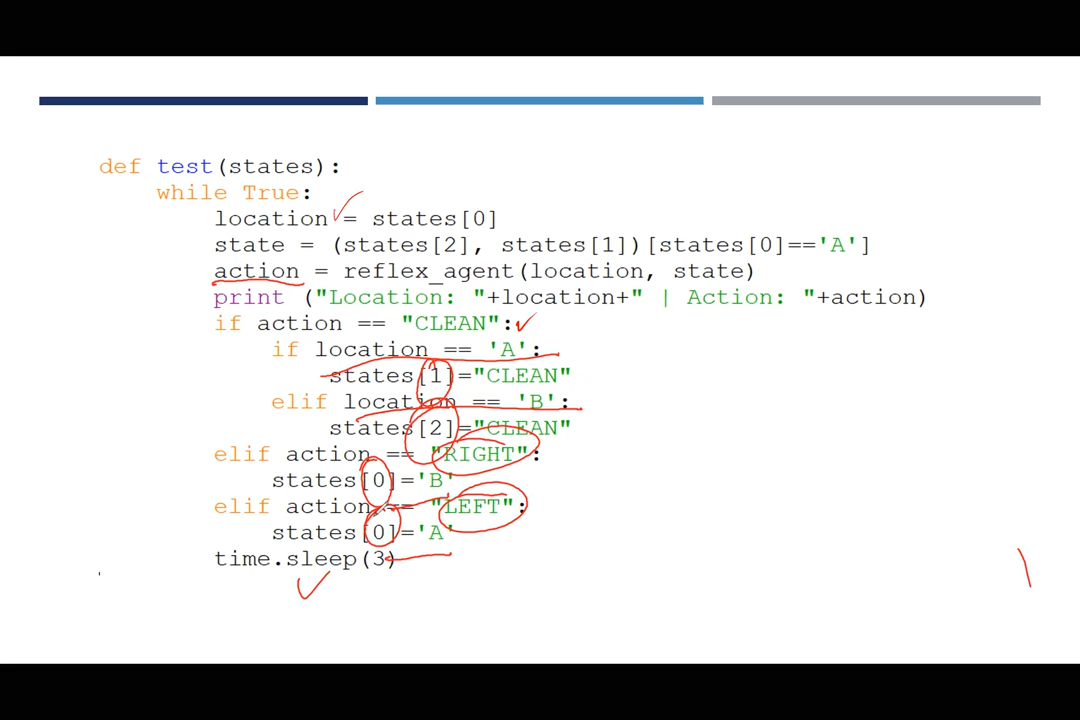 def test(states):
    while True:
        location = states[0]
        state = (states[2], states[1])[states[0]=='A']
        action = reflex_agent(location, state)
        print ("Location: "+location+" | Action: "+action)
        if action == "CLEAN":
            if location == 'A':
                states[1]="CLEAN"
            elif location == 'B':
                states[2]="CLEAN"
        elif action == "RIGHT":
            states[0]='B'
        elif action == "LEFT":
            states[0]='A'
        time.sleep(3)